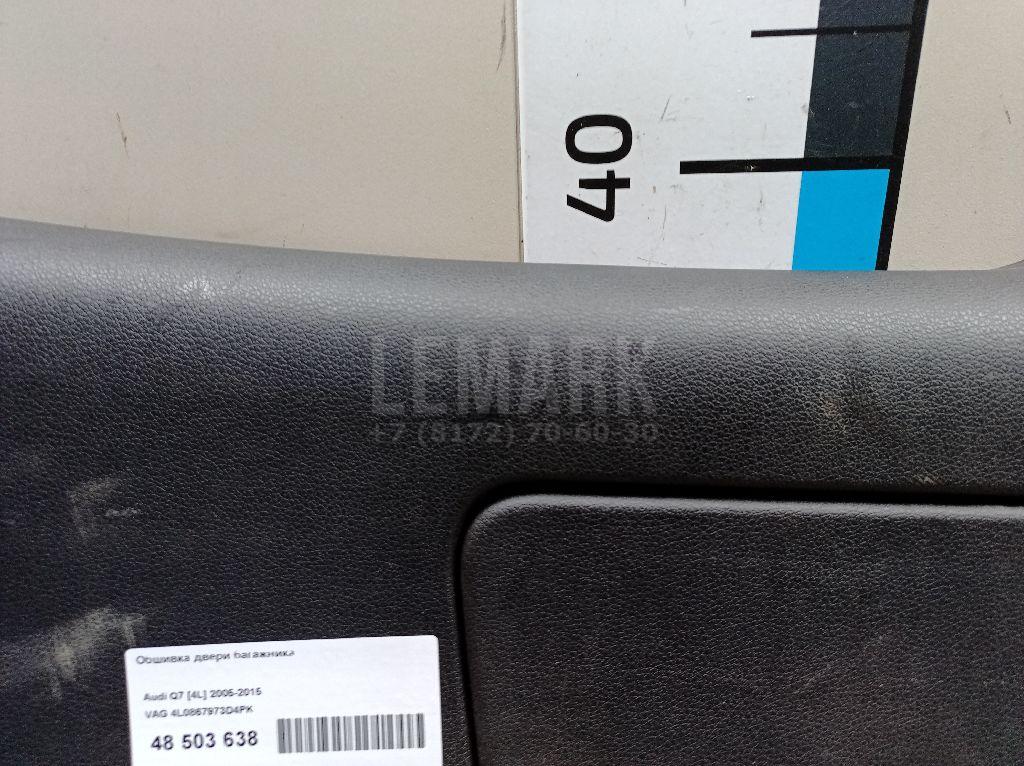 40
LEMARK
+7 (8172) 70-60-30
Обшивка двери багажника
Audi Q7 [4L] 2005-2015
VAG 4L0867973D4PK
48 503 638